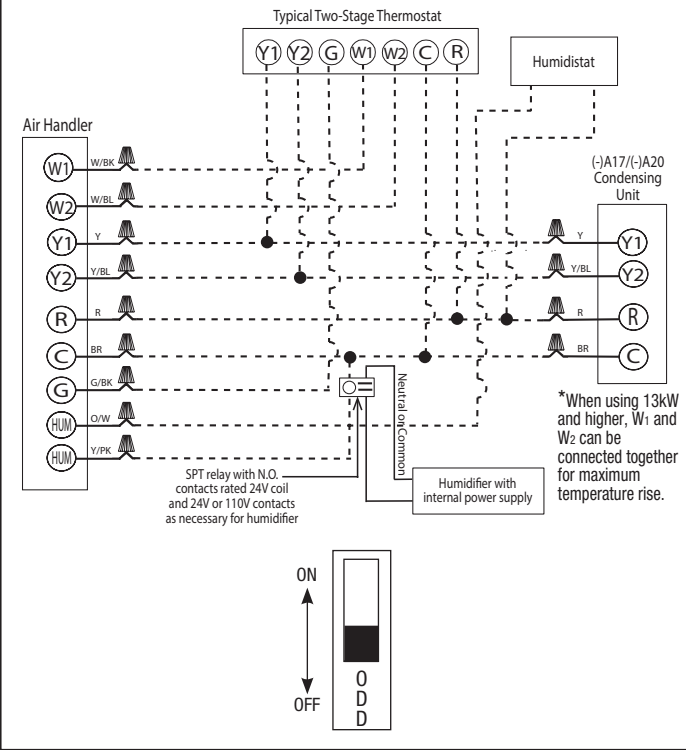 Typical Two-Stage Thermostat
Y1 Y2 G W1 W2 C R
Humidistat
Air Handler
(-)A17/(-)A20
Condensing
Unit
W1 W/BK
W2 W/BL
Y1 Y
Y Y1
Y2 Y/BL
Y/BL Y2
R R
R R
C BR
BR C
G G/BK
HUM O/W
HUM Y/PK
Neutral or Common
*When using 13kW
and higher, W1 and
W2 can be
connected together
for maximum
temperature rise.
SPT relay with N.O.
contacts rated 24V coil
and 24V or 110V contacts
as necessary for humidifier
Humidifier with
internal power supply
ON
OFF
O
D
D